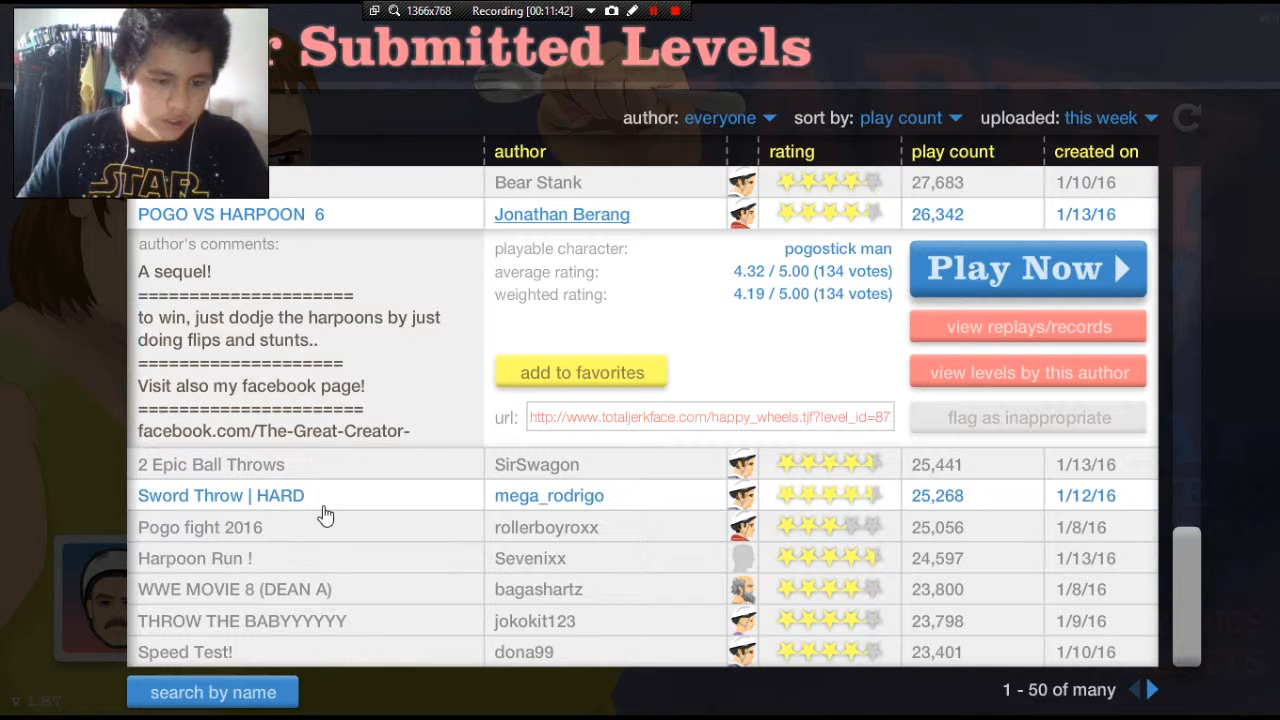 1366x768 Recording [00:11:42]
r Submitted Levels
STAR
author: everyone sort by: play count uploaded: this week
author rating play count created on
Bear Stank 27,683 1/10/16
POGO VS HARPOON 6 Jonathan Berang 26,342 1/13/16
author's comments:
A sequel!
=====================
to win, just dodje the harpoons by just
doing flips and stunts..
====================
Visit also my facebook page!
======================
facebook.com/The-Great-Creator-
playable character: pogostick man
average rating: 4.32 / 5.00 (134 votes)
weighted rating: 4.19 / 5.00 (134 votes)
add to favorites
url: http://www.totaljerkface.com/happy_wheels.tjf?level_id=87
Play Now
view replays/records
view levels by this author
flag as inappropriate
2 Epic Ball Throws SirSwagon 25,441 1/13/16
Sword Throw | HARD mega_rodrigo 25,268 1/12/16
Pogo fight 2016 rollerboyroxx 25,056 1/8/16
Harpoon Run ! Sevenixx 24,597 1/13/16
WWE MOVIE 8 (DEAN A) bagashartz 23,800 1/8/16
THROW THE BABYYYYYY jokokit123 23,798 1/9/16
Speed Test! dona99 23,401 1/10/16
search by name 1 - 50 of many
v 1.87